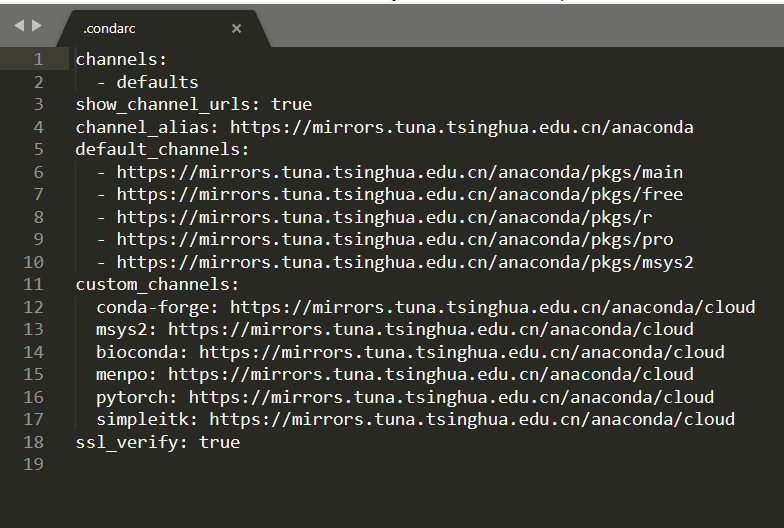 .condarc ×
1 channels:
2   - defaults
3 show_channel_urls: true
4 channel_alias: https://mirrors.tuna.tsinghua.edu.cn/anaconda
5 default_channels:
6   - https://mirrors.tuna.tsinghua.edu.cn/anaconda/pkgs/main
7   - https://mirrors.tuna.tsinghua.edu.cn/anaconda/pkgs/free
8   - https://mirrors.tuna.tsinghua.edu.cn/anaconda/pkgs/r
9   - https://mirrors.tuna.tsinghua.edu.cn/anaconda/pkgs/pro
10   - https://mirrors.tuna.tsinghua.edu.cn/anaconda/pkgs/msys2
11 custom_channels:
12   conda-forge: https://mirrors.tuna.tsinghua.edu.cn/anaconda/cloud
13   msys2: https://mirrors.tuna.tsinghua.edu.cn/anaconda/cloud
14   bioconda: https://mirrors.tuna.tsinghua.edu.cn/anaconda/cloud
15   menpo: https://mirrors.tuna.tsinghua.edu.cn/anaconda/cloud
16   pytorch: https://mirrors.tuna.tsinghua.edu.cn/anaconda/cloud
17   simpleitk: https://mirrors.tuna.tsinghua.edu.cn/anaconda/cloud
18 ssl_verify: true
19